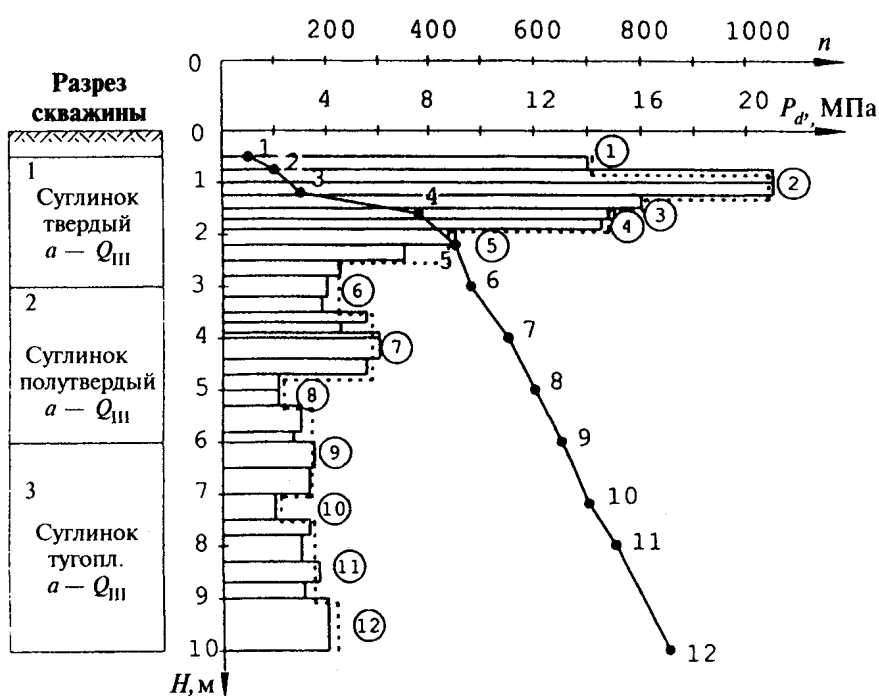 200 400 600 800 1000
n
0
Разрез
скважины
4 8 12 16 20 P_d, МПа
0
1
2
3
4
5
6
7
8
9
10
H, м
1
Суглинок
твердый
a — Q_III
2
Суглинок
полутвердый
a — Q_III
3
Суглинок
тугопл.
a — Q_III
1
2
3
4
5
6
7
8
9
10
11
12
1
2
3
4
5
6
7
8
9
10
11
12